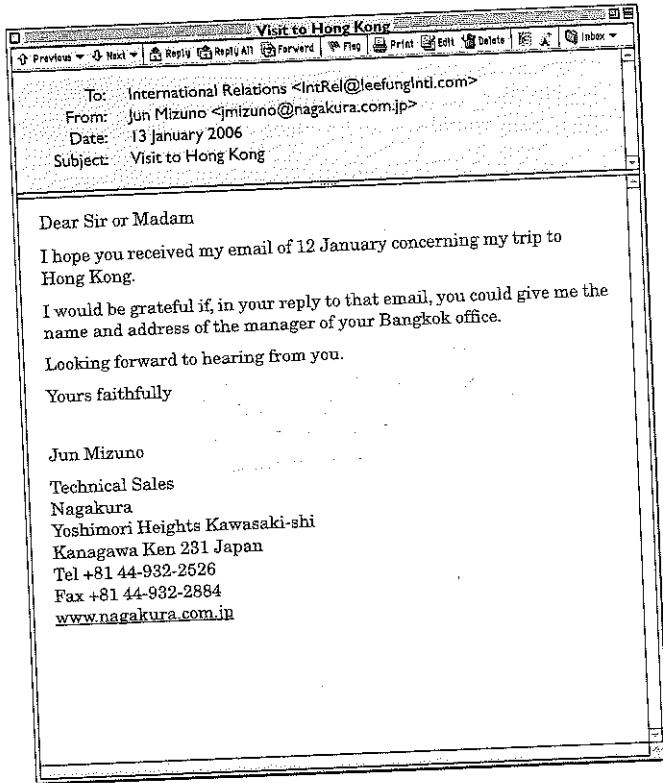 Visit to Hong Kong
Previous Next Reply Reply All Forward Flag Print Edit Delete Inbox
To: International Relations <IntRel@leefungintl.com>
From: Jun Mizuno <jmizuno@nagakura.com.jp>
Date: 13 January 2006
Subject: Visit to Hong Kong
Dear Sir or Madam
I hope you received my email of 12 January concerning my trip to
Hong Kong.
I would be grateful if, in your reply to that email, you could give me the
name and address of the manager of your Bangkok office.
Looking forward to hearing from you.
Yours faithfully
Jun Mizuno
Technical Sales
Nagakura
Yoshimori Heights Kawasaki-shi
Kanagawa Ken 231 Japan
Tel +81 44-932-2526
Fax +81 44-932-2884
www.nagakura.com.jp